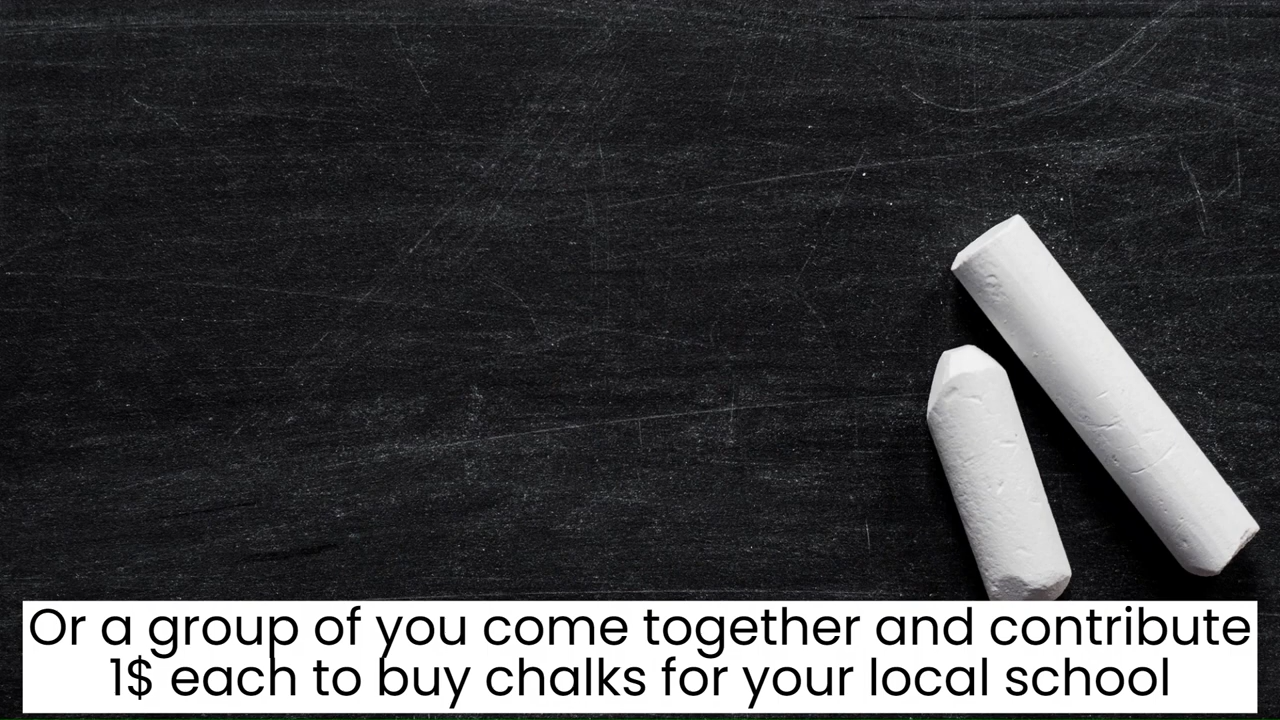 Or a group of you come together and contribute
1$ each to buy chalks for your local school